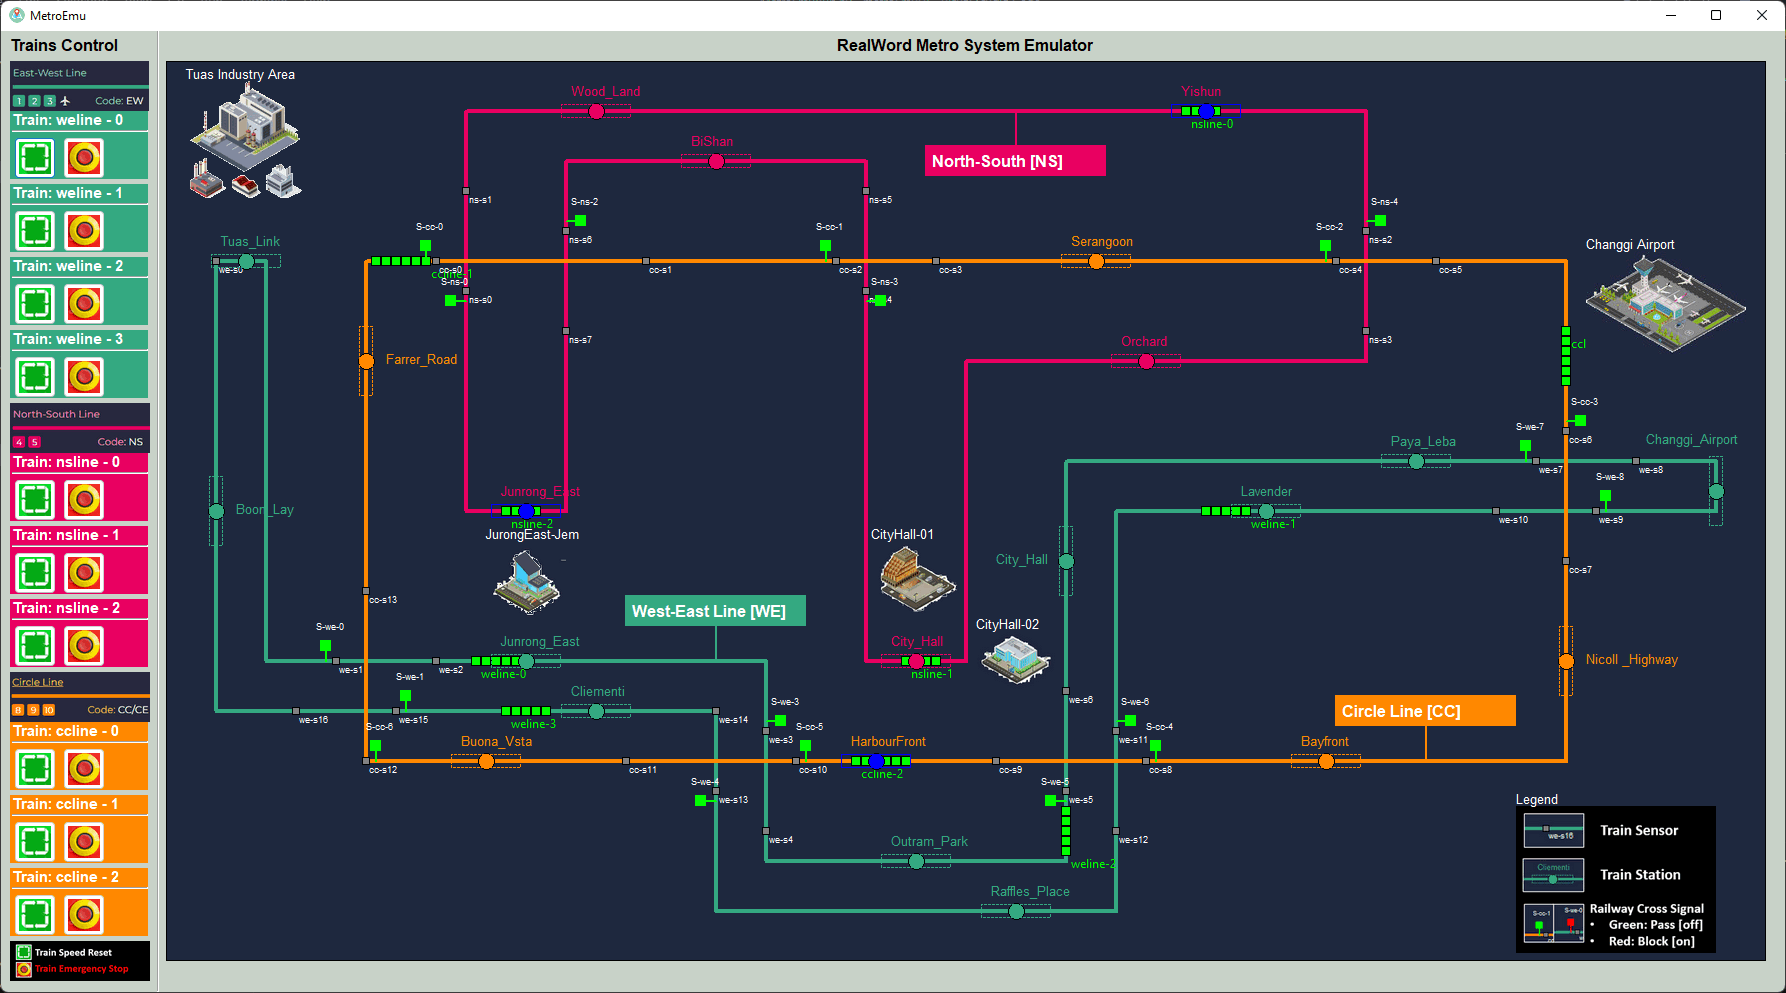 MetroEmu
Trains Control
RealWord Metro System Emulator
East-West Line
1 2 3 Code: EW
Train: weline - 0
Train: weline - 1
Train: weline - 2
Train: weline - 3
North-South Line
4 5 Code: NS
Train: nsline - 0
Train: nsline - 1
Train: nsline - 2
Circle Line
8 9 10 Code: CC/CE
Train: ccline - 0
Train: ccline - 1
Train: ccline - 2
Train Speed Reset
Train Emergency Stop
Tuas Industry Area
Wood_Land
Yishun
nsline-0
BiShan
North-South [NS]
ns-s1
ns-s5
S-ns-2
S-ns-4
S-cc-0
S-cc-1
S-cc-2
ns-s6
ns-s2
Tuas_Link
Serangoon
Changgi Airport
we-s0
cc-s0
ccline-1
cc-s1
cc-s2
cc-s3
cc-s4
cc-s5
S-ns-0
S-ns-3
ns-s0
ns-s7
ns-s3
Orchard
ccl
Farrer_Road
S-cc-3
S-we-7
cc-s6
Paya_Leba
Changgi_Airport
we-s7
we-s8
S-we-8
Junrong_East
Lavender
Boon_Lay
nsline-2
weline-1
we-s10
we-s9
JurongEast-Jem
CityHall-01
City_Hall
cc-s7
cc-s13
West-East Line [WE]
CityHall-02
S-we-0
Junrong_East
City_Hall
Nicoll _Highway
we-s1
we-s2
weline-0
nsline-1
S-we-1
Cliementi
we-s6
S-we-3
S-we-6
Circle Line [CC]
we-s16
we-s15
weline-3
we-s14
S-cc-6
S-cc-5
S-cc-4
Buona_Vsta
we-s3
HarbourFront
we-s11
Bayfront
cc-s12
cc-s11
cc-s10
ccline-2
cc-s9
cc-s8
S-we-4
S-we-5
we-s13
we-s5
Legend
we-s4
we-s12
Outram_Park
weline-2
Raffles_Place
we-s16
Train Sensor
Cliementi
Train Station
S-cc-1
S-we-0
Railway Cross Signal
• Green: Pass [off]
• Red: Block [on]